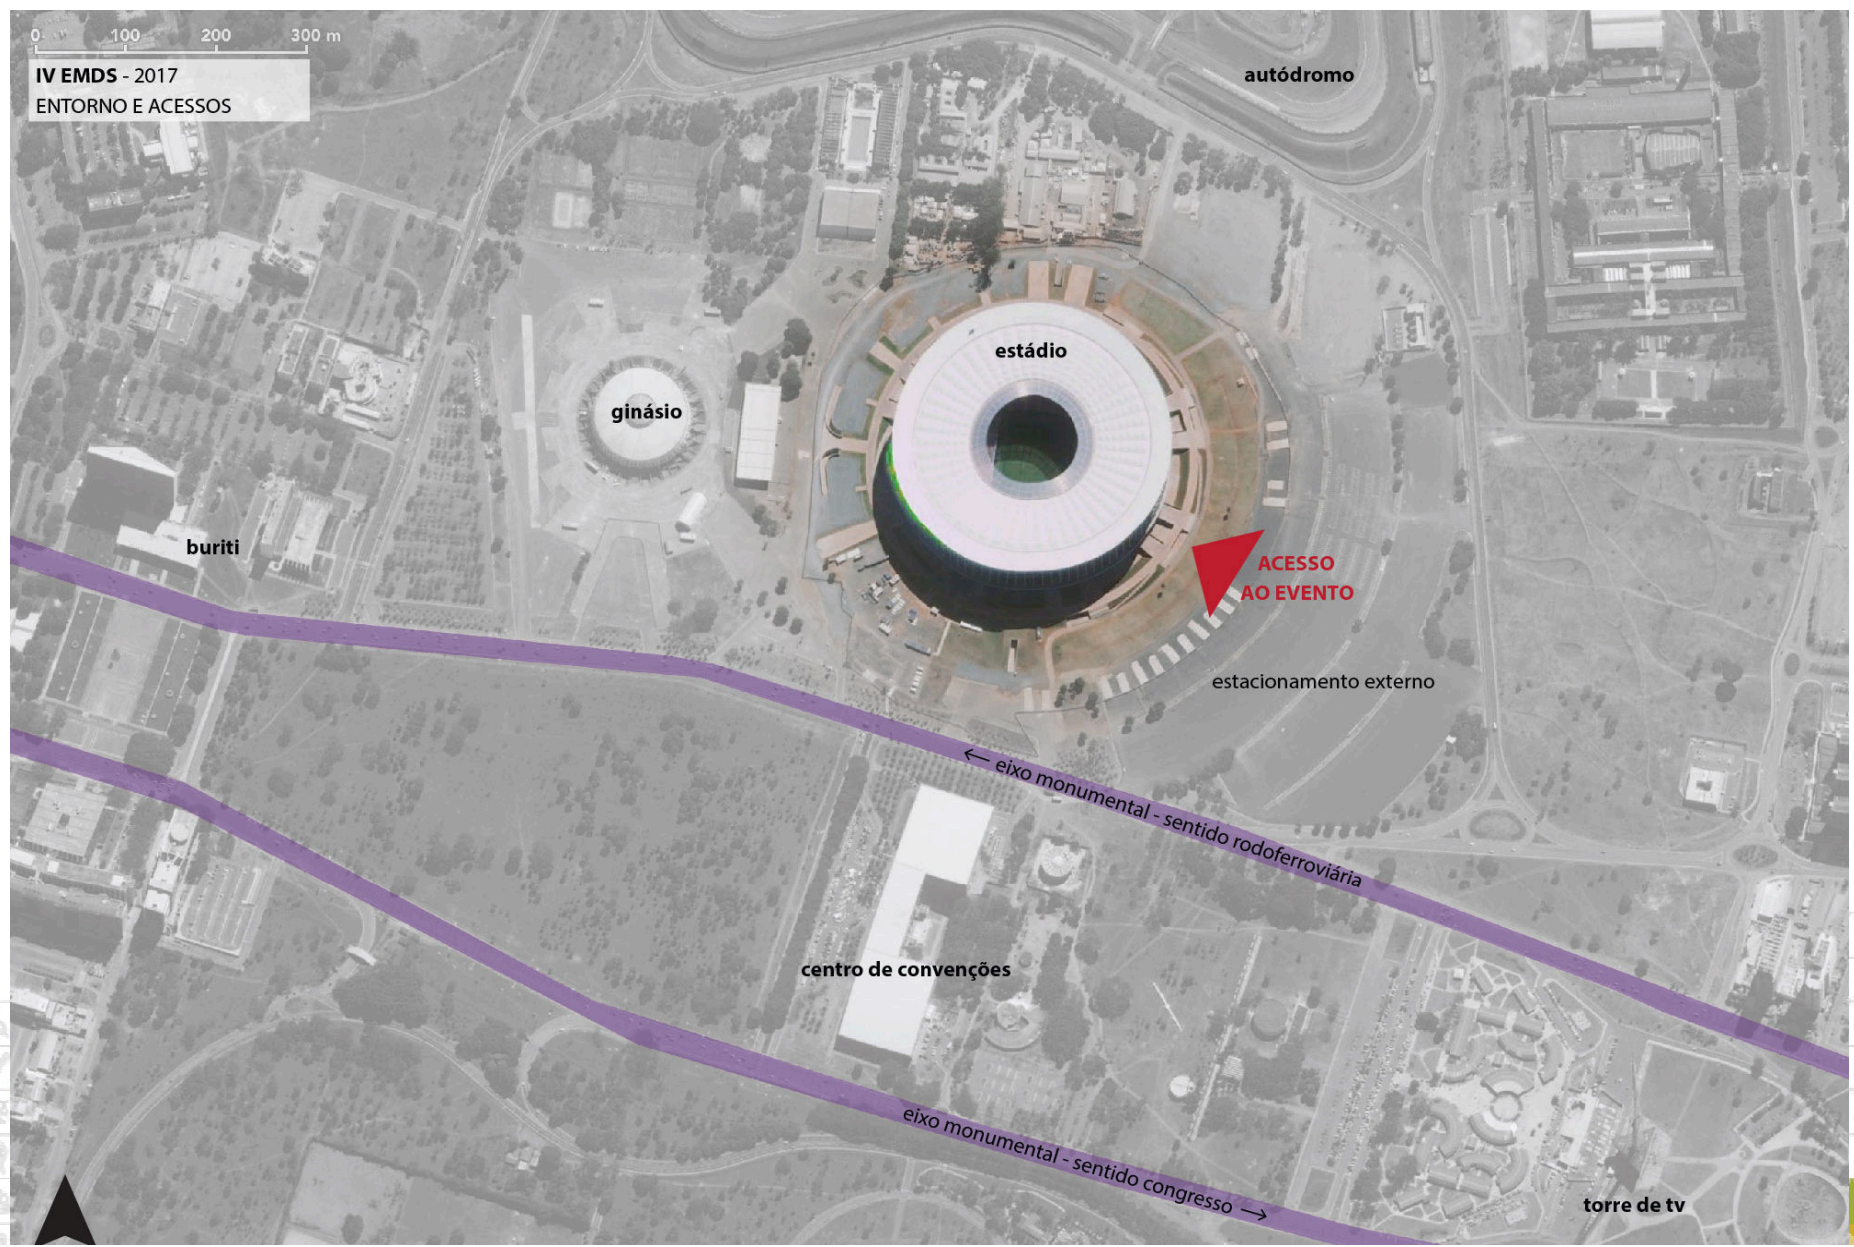 0 100 200 300 m
IV EMDS - 2017
ENTORNO E ACESSOS
autódromo
estádio
ginásio
buriti
ACESSO
AO EVENTO
estacionamento externo
← eixo monumental - sentido rodoferroviária
centro de convenções
eixo monumental - sentido congresso →
torre de tv